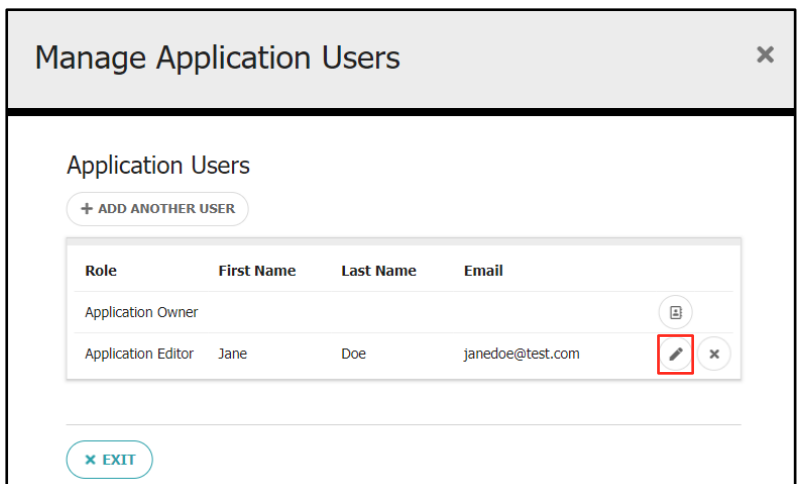 Manage Application Users
Application Users
+ ADD ANOTHER USER
Role First Name Last Name Email
Application Owner
Application Editor Jane Doe janedoe@test.com
× EXIT